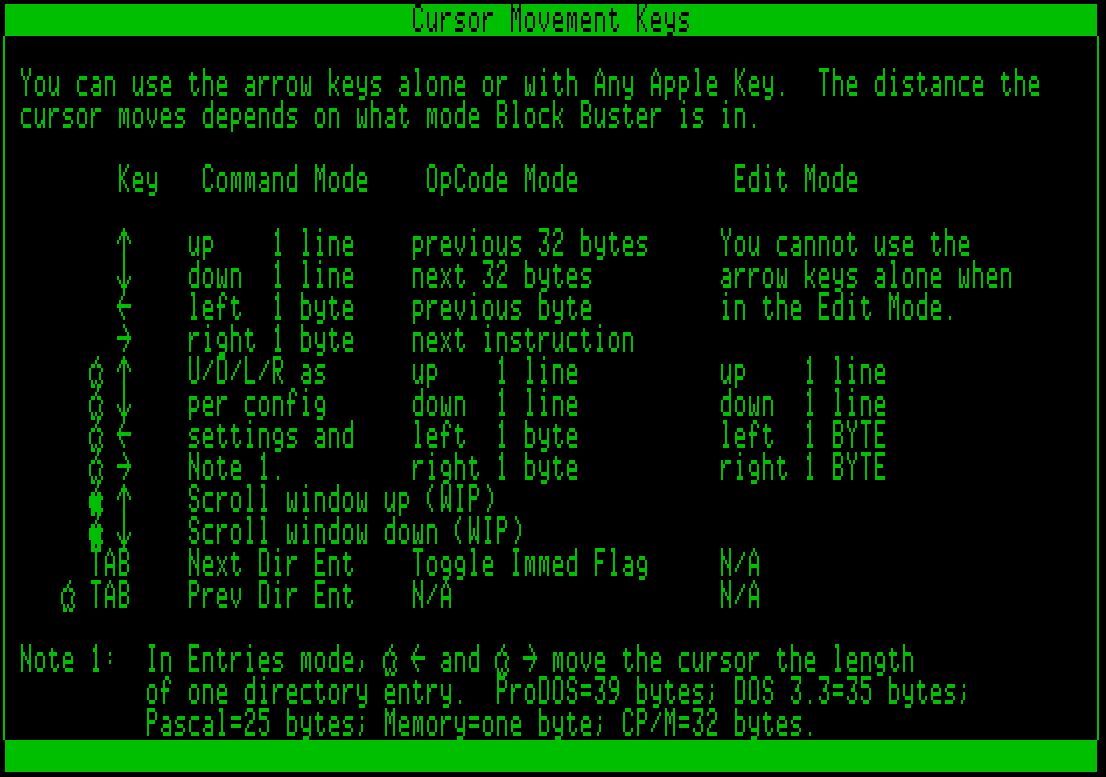 Cursor Movement Keys
You can use the arrow keys alone or with Any Apple Key.  The distance the
cursor moves depends on what mode Block Buster is in.
Key   Command Mode    OpCode Mode           Edit Mode
↑    up    1 line    previous 32 bytes     You cannot use the
↓    down  1 line    next 32 bytes         arrow keys alone when
←    left  1 byte    previous byte         in the Edit Mode.
→    right 1 byte    next instruction
↑    U/D/L/R as      up    1 line          up    1 line
↓    per config      down  1 line          down  1 line
←    settings and    left  1 byte          left  1 BYTE
→    Note 1.         right 1 byte          right 1 BYTE
↑    Scroll window up (WIP)
↓    Scroll window down (WIP)
TAB    Next Dir Ent    Toggle Immed Flag     N/A
TAB    Prev Dir Ent    N/A                   N/A
Note 1:  In Entries mode, ← and → move the cursor the length
of one directory entry.  ProDOS=39 bytes; DOS 3.3=35 bytes;
Pascal=25 bytes; Memory=one byte; CP/M=32 bytes.